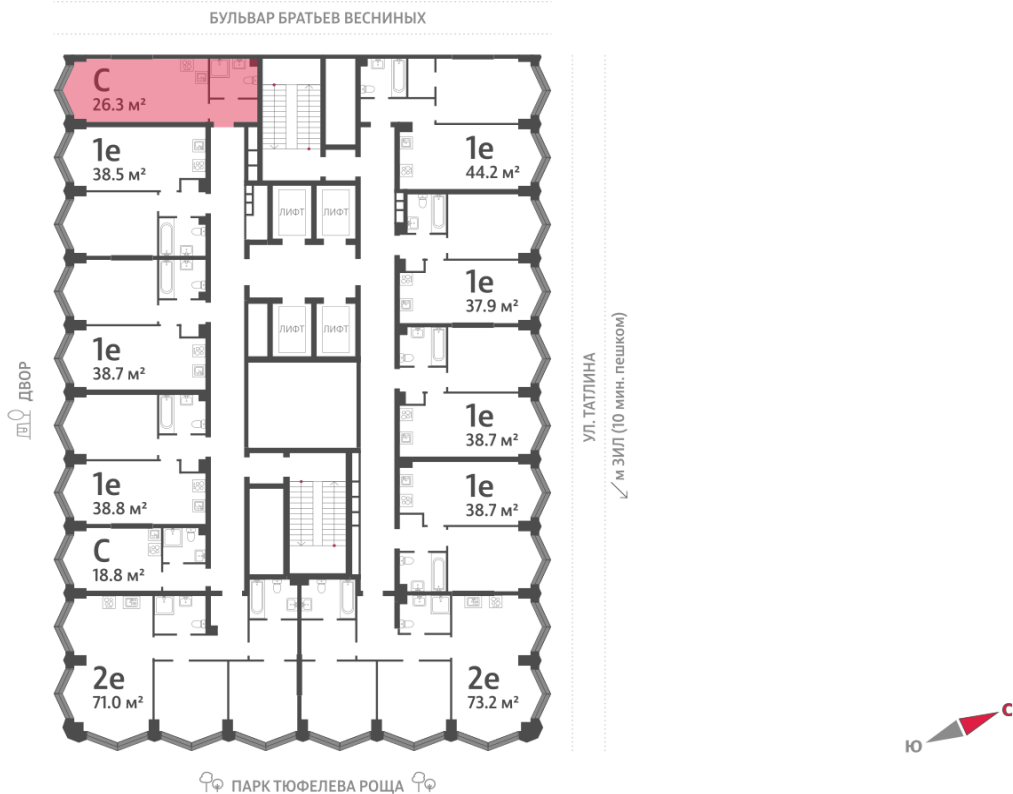 БУЛЬВАР БРАТЬЕВ ВЕСНИНЫХ
С
26.3 м²
1е
38.5 м²
1е
44.2 м²
ЛИФТ
ЛИФТ
1е
37.9 м²
ЛИФТ
ЛИФТ
1е
38.7 м²
ДВОР
УЛ. ТАТЛИНА
м ЗИЛ (10 мин. пешком)
1е
38.7 м²
1е
38.8 м²
1е
38.7 м²
С
18.8 м²
2е
71.0 м²
2е
73.2 м²
С
Ю
ПАРК ТЮФЕЛЕВА РОЩА